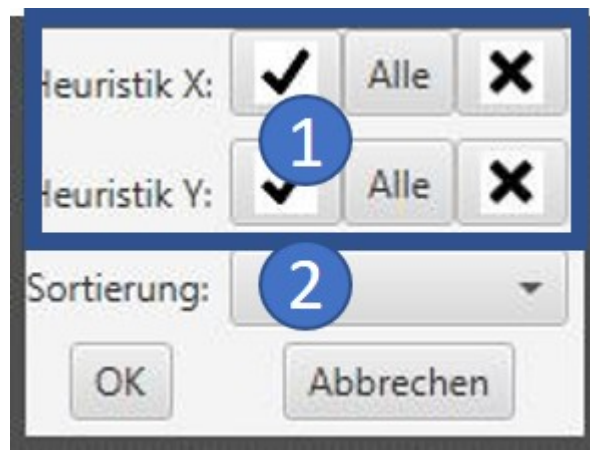 Heuristik X: Alle
1
Heuristik Y: Alle
Sortierung: 2
OK Abbrechen